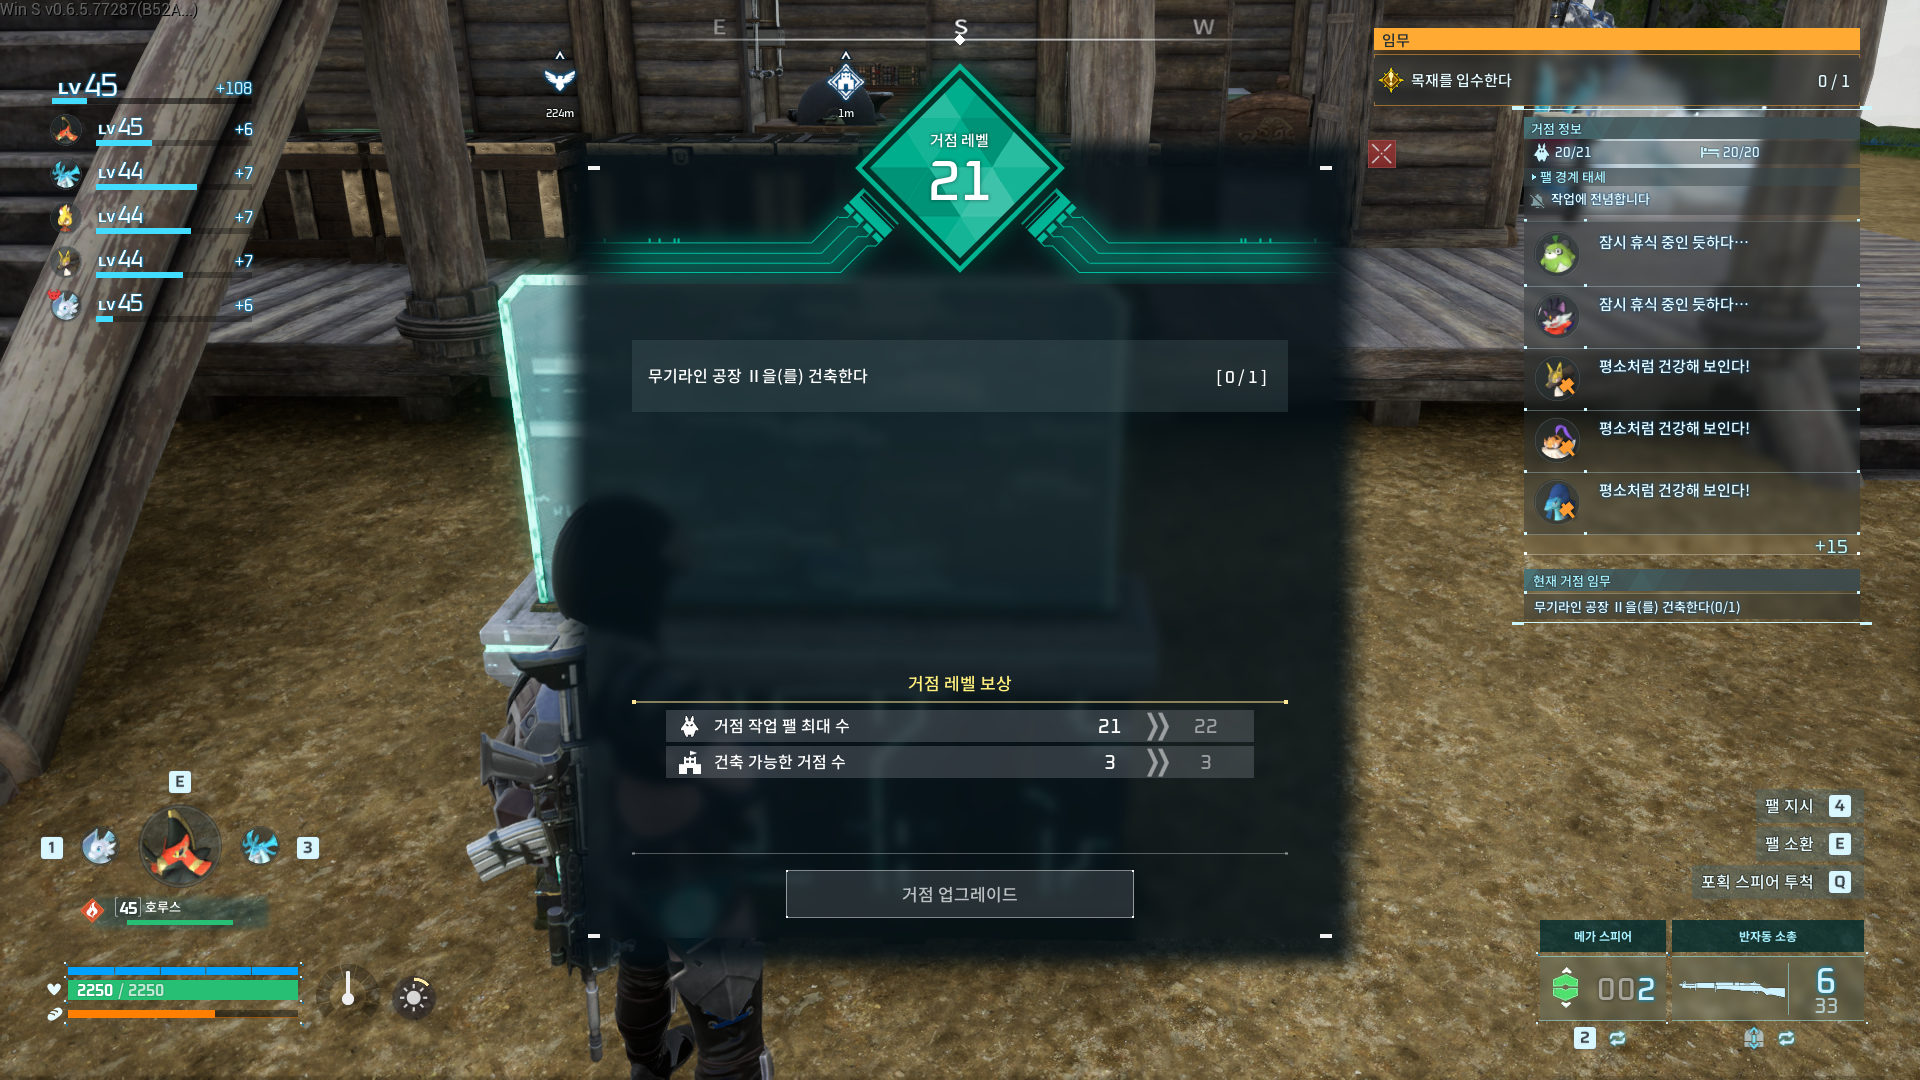 Win S v0.6.5.77287(B52A...)
E
S
W
224m
1m
LV 45
+108
LV 45
+6
LV 44
+7
LV 44
+7
LV 44
+7
LV 45
+6
거점 레벨
21
무기라인 공장 II을(를) 건축한다
[0/1]
거점 레벨 보상
거점 작업 팰 최대 수
21
22
건축 가능한 거점 수
3
3
거점 업그레이드
임무
목재를 입수한다
0/1
거점 정보
20/21
20/20
팰 경계 태세
작업에 전념합니다
잠시 휴식 중인 듯하다…
잠시 휴식 중인 듯하다…
평소처럼 건강해 보인다!
평소처럼 건강해 보인다!
평소처럼 건강해 보인다!
+15
현재 거점 임무
무기라인 공장 II을(를) 건축한다(0/1)
E
1
3
45 호루스
2250 / 2250
팰 지시 4
팰 소환 E
포획 스피어 투척 Q
메가 스피어
002
2
반자동 소총
6
33